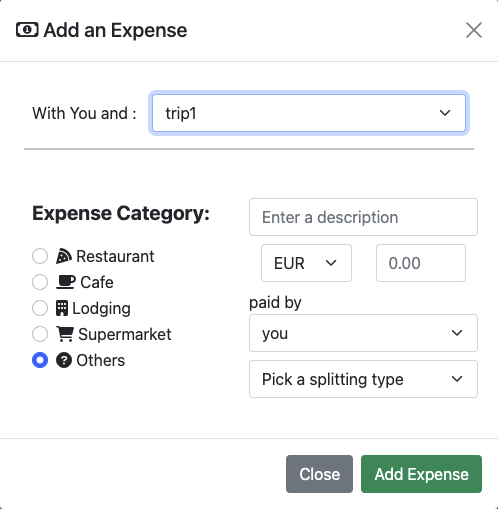 Add an Expense
With You and :
trip1
Expense Category:
Restaurant
Cafe
Lodging
Supermarket
Others
Enter a description
EUR
0.00
paid by
you
Pick a splitting type
Close
Add Expense